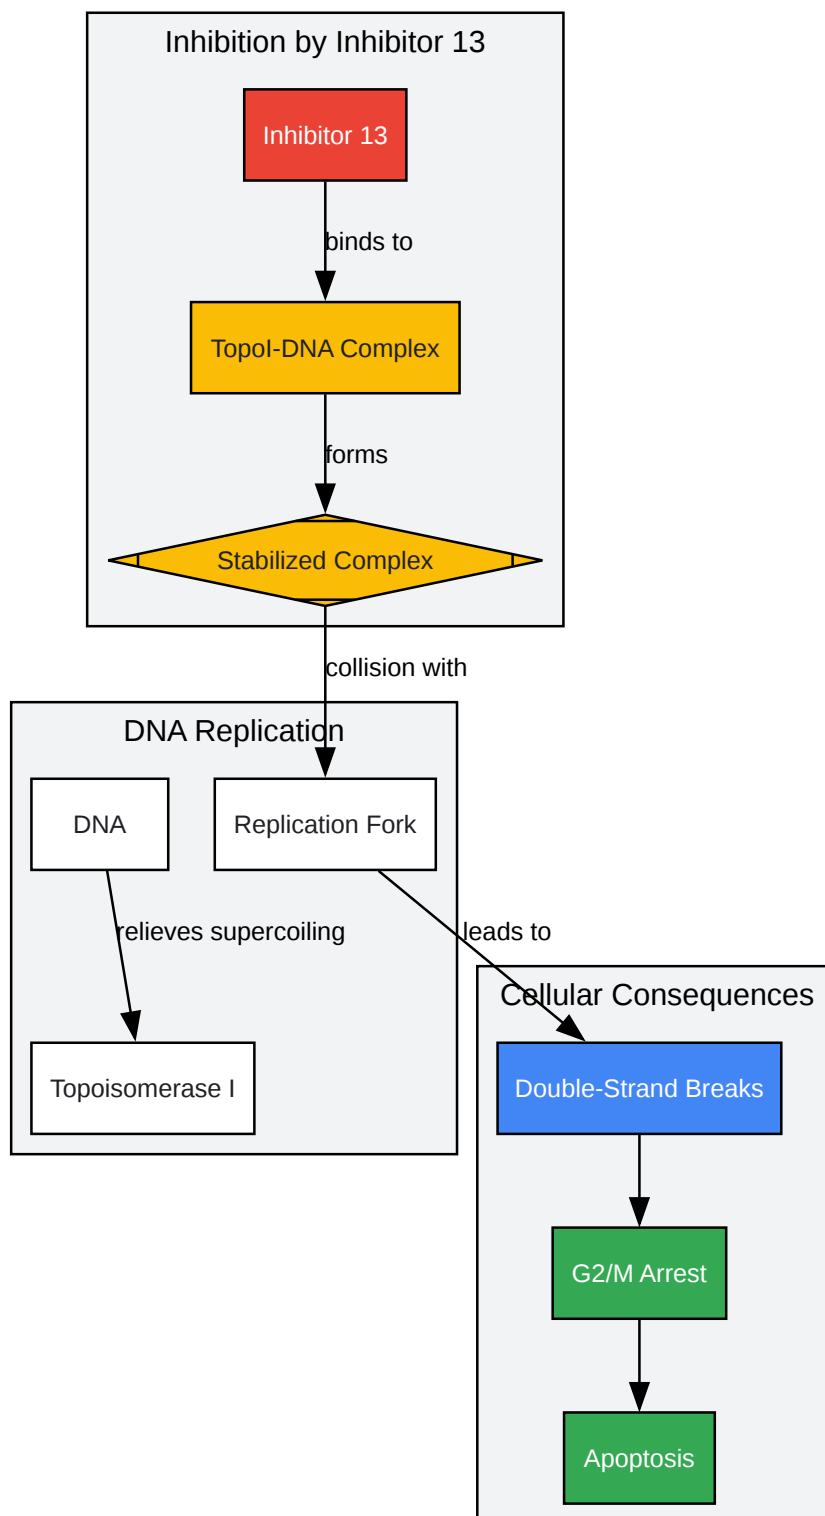 Inhibition by Inhibitor 13
Inhibitor 13
binds to
TopoI-DNA Complex
forms
Stabilized Complex
collision with
DNA Replication
DNA
Replication Fork
relieves supercoiling
leads to
Cellular Consequences
Topoisomerase I
Double-Strand Breaks
G2/M Arrest
Apoptosis